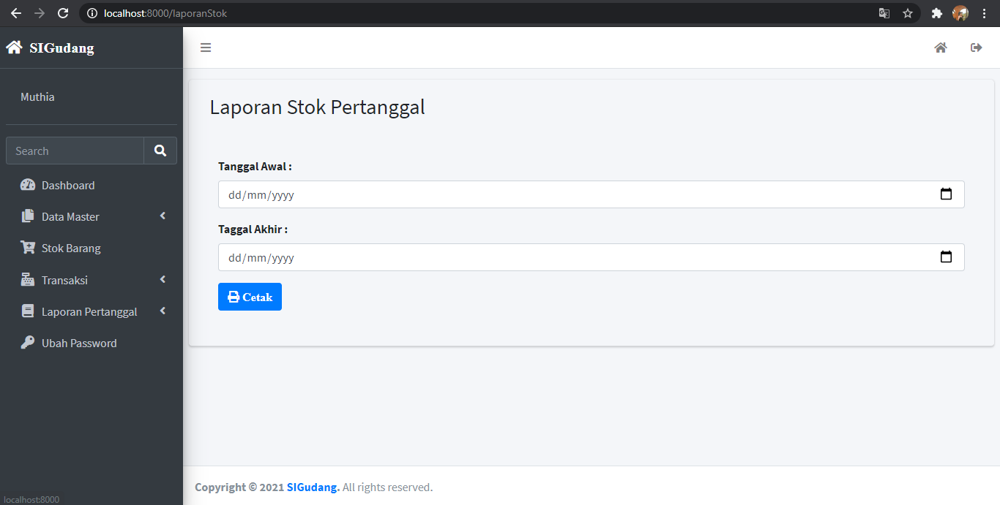 localhost:8000/laporanStok
SIGudang
Muthia
Search
Dashboard
Data Master
Stok Barang
Transaksi
Laporan Pertanggal
Ubah Password
Laporan Stok Pertanggal
Tanggal Awal :
dd/mm/yyyy
Taggal Akhir :
dd/mm/yyyy
Cetak
Copyright © 2021 SIGudang. All rights reserved.
localhost:8000